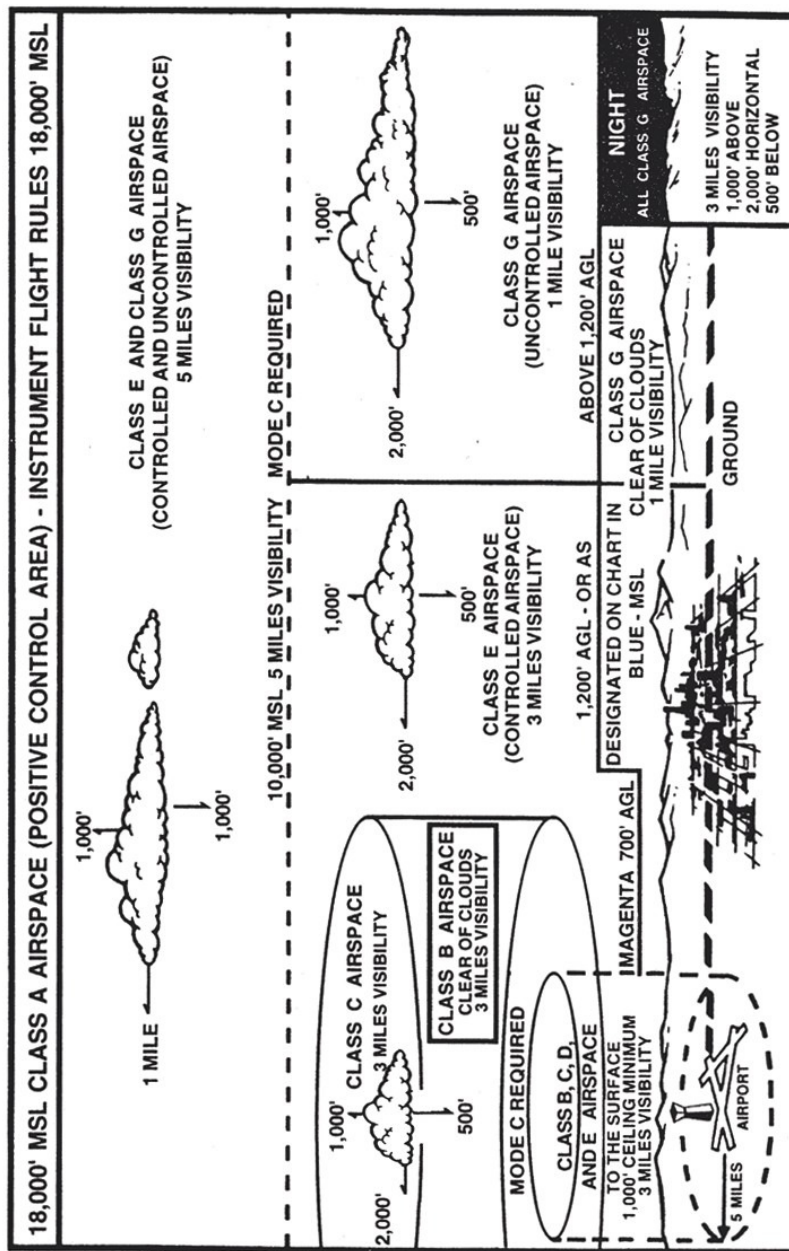 18,000' MSL CLASS A AIRSPACE (POSITIVE CONTROL AREA) - INSTRUMENT FLIGHT RULES 18,000' MSL
1,000'
1 MILE
1,000'
CLASS E AND CLASS G AIRSPACE
(CONTROLLED AND UNCONTROLLED AIRSPACE)
5 MILES VISIBILITY
10,000' MSL 5 MILES VISIBILITY
MODE C REQUIRED
1,000'
2,000'
500'
CLASS C AIRSPACE
3 MILES VISIBILITY
CLASS B AIRSPACE
CLEAR OF CLOUDS
3 MILES VISIBILITY
MODE C REQUIRED
CLASS B, C, D,
AND E AIRSPACE
TO THE SURFACE
1,000' CEILING MINIMUM
3 MILES VISIBILITY
AIRPORT
5 MILES
1,000'
2,000'
500'
CLASS E AIRSPACE
(CONTROLLED AIRSPACE)
3 MILES VISIBILITY
1,200' AGL - OR AS
DESIGNATED ON CHART IN
BLUE - MSL
MAGENTA 700' AGL
1,000'
2,000'
500'
CLASS G AIRSPACE
(UNCONTROLLED AIRSPACE)
1 MILE VISIBILITY
ABOVE 1,200' AGL
CLASS G AIRSPACE
CLEAR OF CLOUDS
1 MILE VISIBILITY
GROUND
NIGHT
ALL CLASS G AIRSPACE
3 MILES VISIBILITY
1,000' ABOVE
2,000' HORIZONTAL
500' BELOW